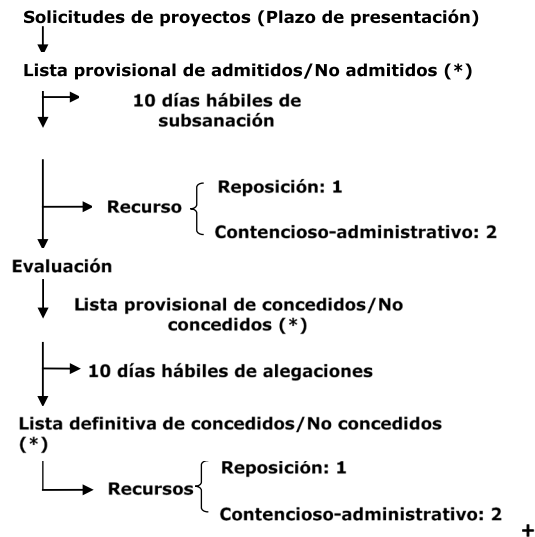 Solicitudes de proyectos (Plazo de presentación)
Lista provisional de admitidos/No admitidos (*)
10 días hábiles de
subsanación
Reposición: 1
Recurso
Contencioso-administrativo: 2
Evaluación
Lista provisional de concedidos/No
concedidos (*)
10 días hábiles de alegaciones
Lista definitiva de concedidos/No concedidos
(*)
Reposición: 1
Recursos
Contencioso-administrativo: 2
+